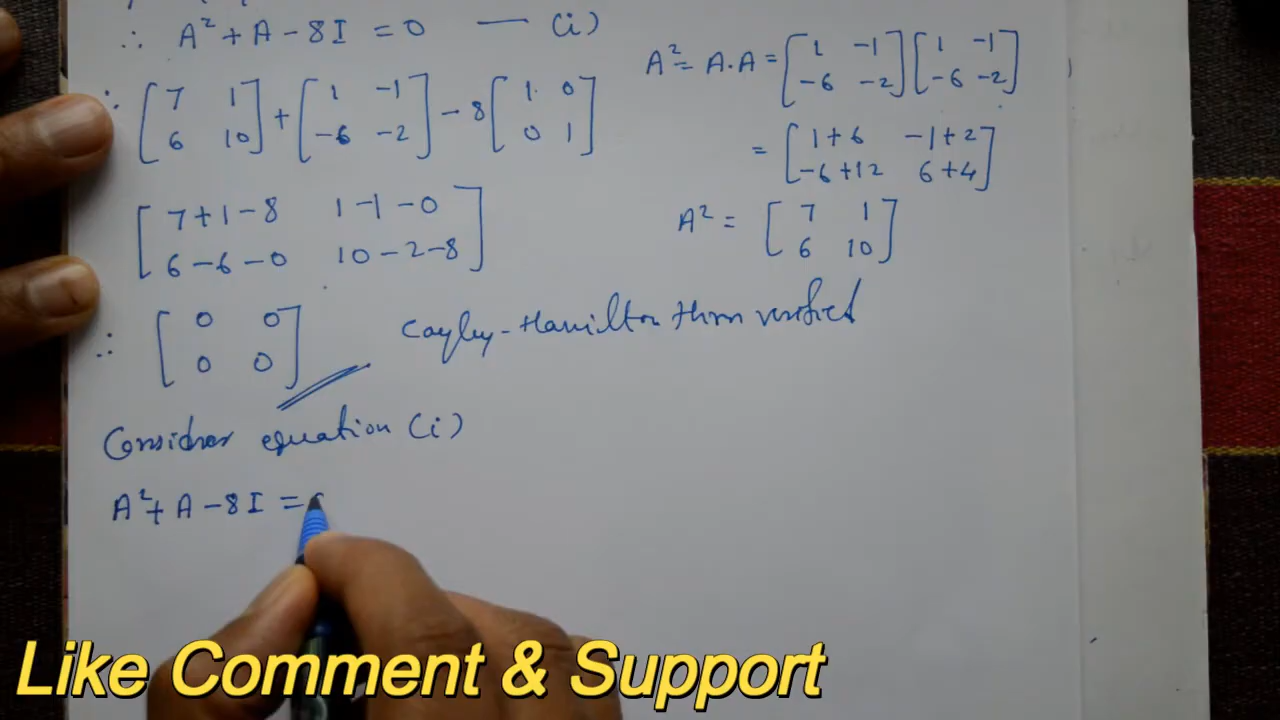 ∴ A² + A - 8I = 0 — (i)
∴ [7 1; 6 10] + [1 -1; -6 -2] - 8 [1 0; 0 1]
[7+1-8 1-1-0; 6-6-0 10-2-8]
∴ [0 0; 0 0]
Cayley-Hamilton thm verified
A² = A.A = [1 -1; -6 -2] [1 -1; -6 -2]
= [1+6 -1+2; -6+12 6+4]
A² = [7 1; 6 10]
Consider equation (i)
A² + A - 8I =
Like Comment & Support